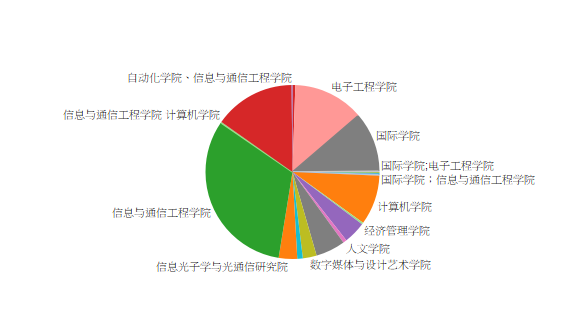 自动化学院、信息与通信工程学院
电子工程学院
信息与通信工程学院 计算机学院
国际学院
国际学院;电子工程学院
国际学院；信息与通信工程学院
计算机学院
信息与通信工程学院
经济管理学院
人文学院
数字媒体与设计艺术学院
信息光子学与光通信研究院